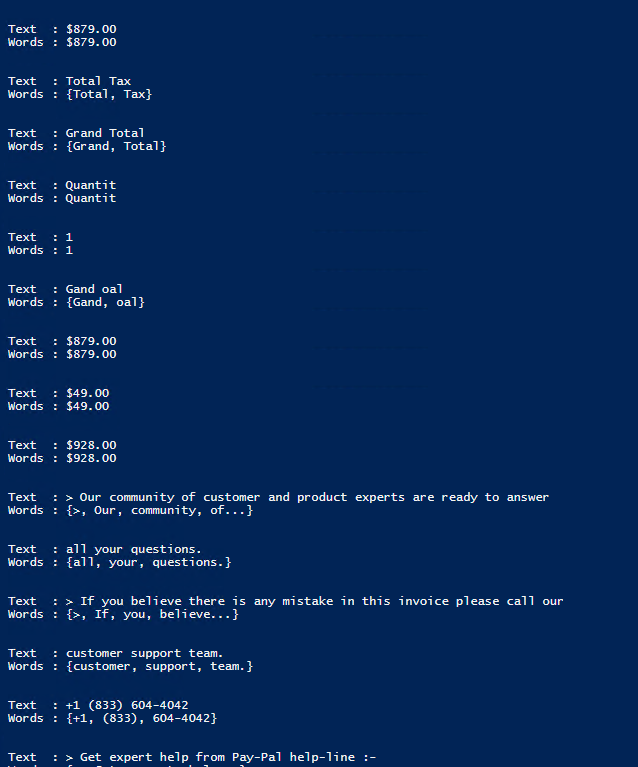 Text  : $879.00
Words : $879.00
Text  : Total Tax
Words : {Total, Tax}
Text  : Grand Total
Words : {Grand, Total}
Text  : Quantit
Words : Quantit
Text  : 1
Words : 1
Text  : Gand oal
Words : {Gand, oal}
Text  : $879.00
Words : $879.00
Text  : $49.00
Words : $49.00
Text  : $928.00
Words : $928.00
Text  : > Our community of customer and product experts are ready to answer
Words : {>, Our, community, of...}
Text  : all your questions.
Words : {all, your, questions.}
Text  : > If you believe there is any mistake in this invoice please call our
Words : {>, If, you, believe...}
Text  : customer support team.
Words : {customer, support, team.}
Text  : +1 (833) 604-4042
Words : {+1, (833), 604-4042}
Text  : > Get expert help from Pay-Pal help-line :-